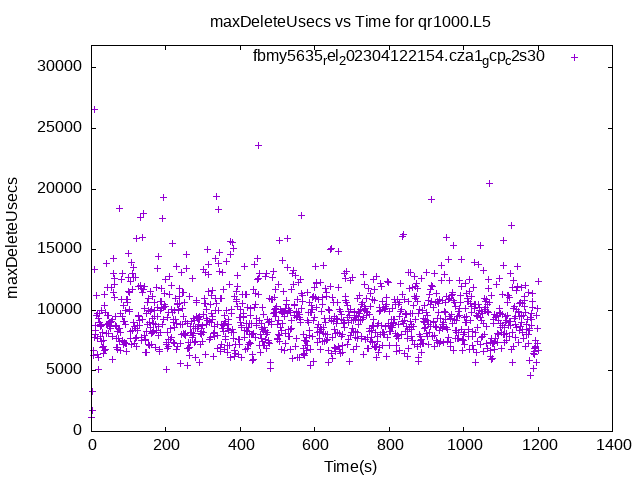 maxDeleteUsecs vs Time for qr1000.L5
fbmy5635rel202304122154.cza1gcpc2s30
30000
25000
20000
15000
10000
5000
0
maxDeleteUsecs
0 200 400 600 800 1000 1200 1400
Time(s)